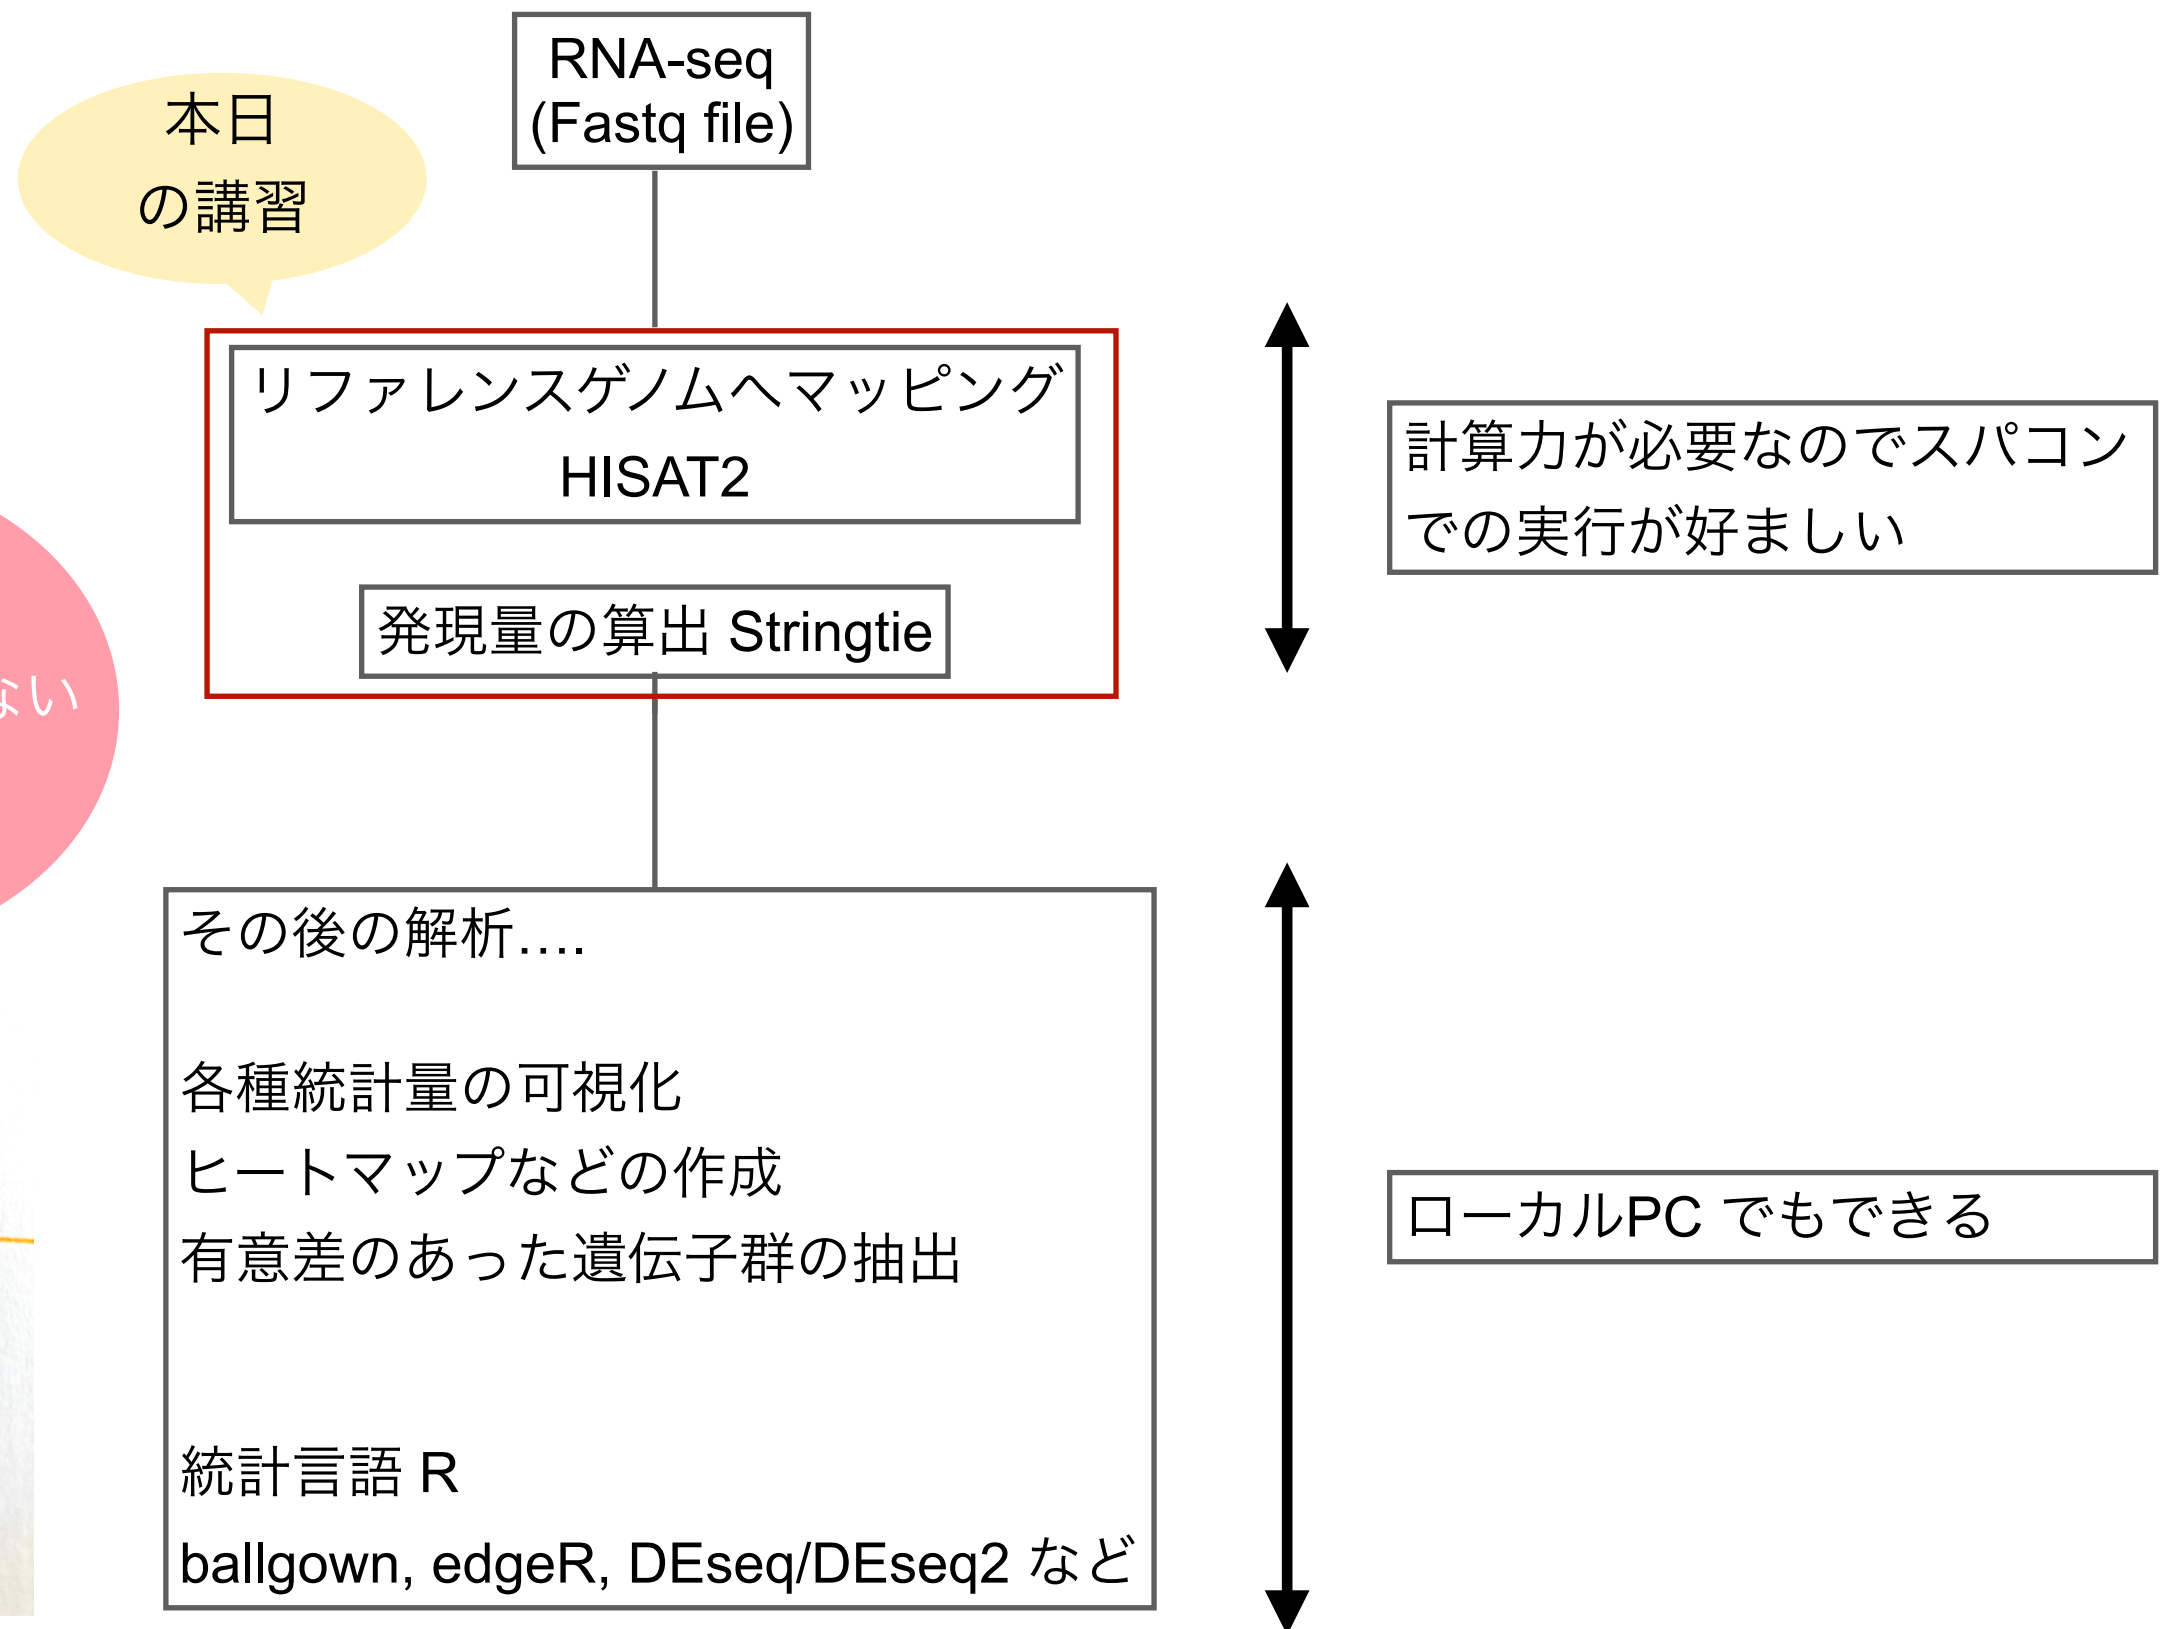 RNA-seq
(Fastq file)
本日
の講習
リファレンスゲノムへマッピング
HISAT2
計算力が必要なのでスパコン
での実行が好ましい
発現量の算出 Stringtie
ない
その後の解析....
各種統計量の可視化
ヒートマップなどの作成
有意差のあった遺伝子群の抽出
ローカルPC でもできる
統計言語 R
ballgown, edgeR, DEseq/DEseq2 など